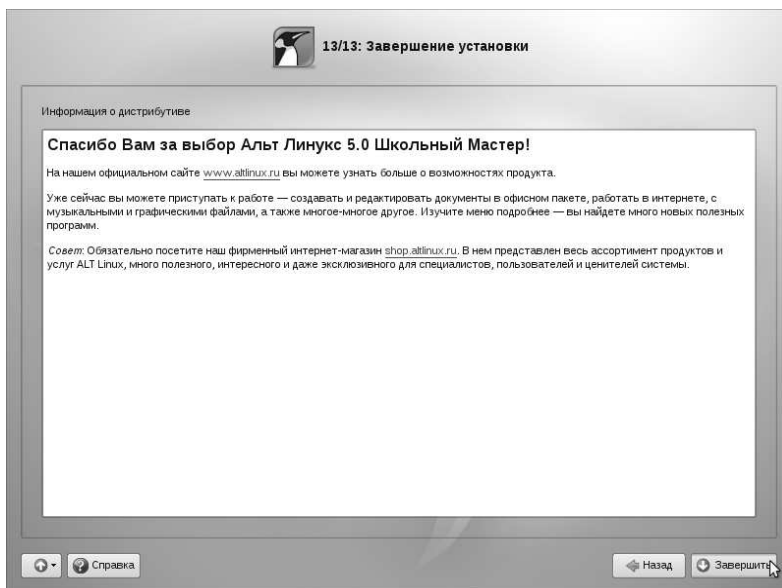 13/13: Завершение установки
Информация о дистрибутиве
Спасибо Вам за выбор Альт Линукс 5.0 Школьный Мастер!
На нашем официальном сайте www.altlinux.ru вы можете узнать больше о возможностях продукта.
Уже сейчас вы можете приступать к работе — создавать и редактировать документы в офисном пакете, работать в интернете, с
музыкальными и графическими файлами, а также многое-многое другое. Изучите меню подробнее — вы найдете много новых полезных
программ.
Совет: Обязательно посетите наш фирменный интернет-магазин shop.altlinux.ru. В нем представлен весь ассортимент продуктов и
услуг ALT Linux, много полезного, интересного и даже эксклюзивного для специалистов, пользователей и ценителей системы.
Справка
Назад
Завершить